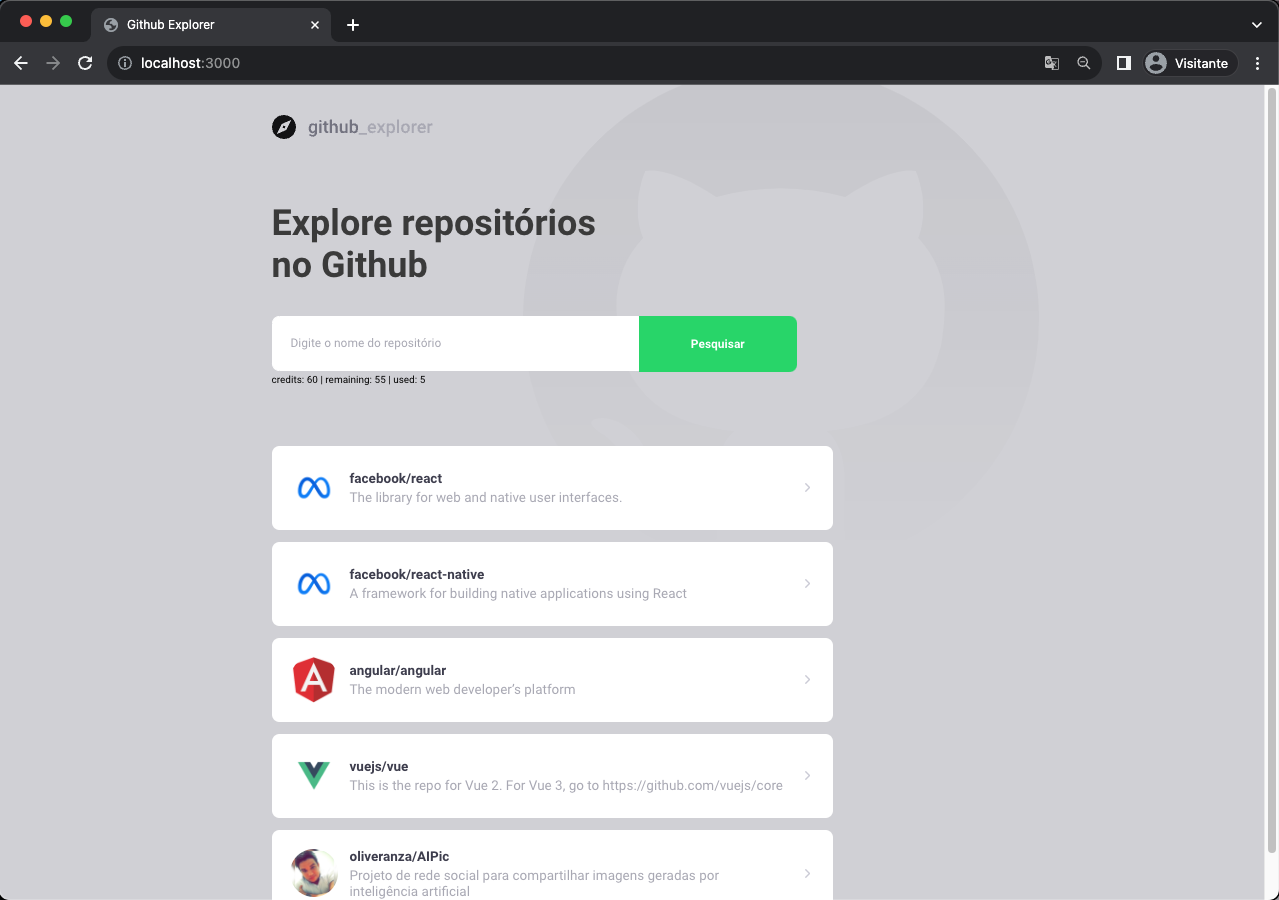 Github Explorer
localhost:3000
Visitante
github_explorer
Explore repositórios
no Github
Digite o nome do repositório
Pesquisar
credits: 60 | remaining: 55 | used: 5
facebook/react
The library for web and native user interfaces.
facebook/react-native
A framework for building native applications using React
angular/angular
The modern web developer’s platform
vuejs/vue
This is the repo for Vue 2. For Vue 3, go to https://github.com/vuejs/core
oliveranza/AIPic
Projeto de rede social para compartilhar imagens geradas por
inteligência artificial